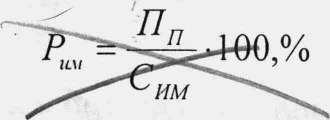 Р_им = П_П / С_ИМ · 100,%